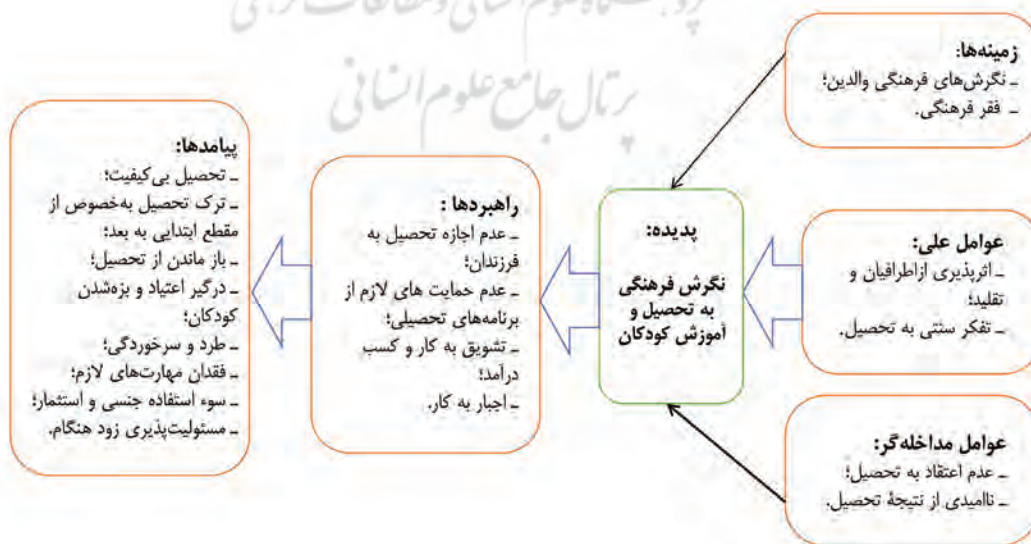 پرتال جامع علوم انسانی
زمینه‌ها:
ـ نگرش‌های فرهنگی والدین؛
ـ فقر فرهنگی.
عوامل علی:
ـ اثرپذیری ازاطرافیان و
تقلید؛
ـ تفکر سنتی به تحصیل.
عوامل مداخله‌گر:
ـ عدم اعتقاد به تحصیل؛
ـ ناامیدی از نتیجۀ تحصیل.
پدیده:
نگرش فرهنگی
به تحصیل و
آموزش کودکان
راهبردها :
ـ عدم اجازه تحصیل به
فرزندان؛
ـ عدم حمایت های لازم از
برنامه‌های تحصیلی؛
ـ تشویق به کار و کسب
درآمد؛
ـ اجبار به کار.
پیامدها:
ـ تحصیل بی‌کیفیت؛
ـ ترک تحصیل به‌خصوص از
مقطع ابتدایی به بعد؛
ـ باز ماندن از تحصیل؛
ـ درگیر اعتیاد و بزه‌شدن
کودکان؛
ـ طرد و سرخوردگی؛
ـ فقدان مهارت‌های لازم؛
ـ سوء استفاده جنسی و استثمار؛
ـ مسئولیت‌پذیری زود هنگام.